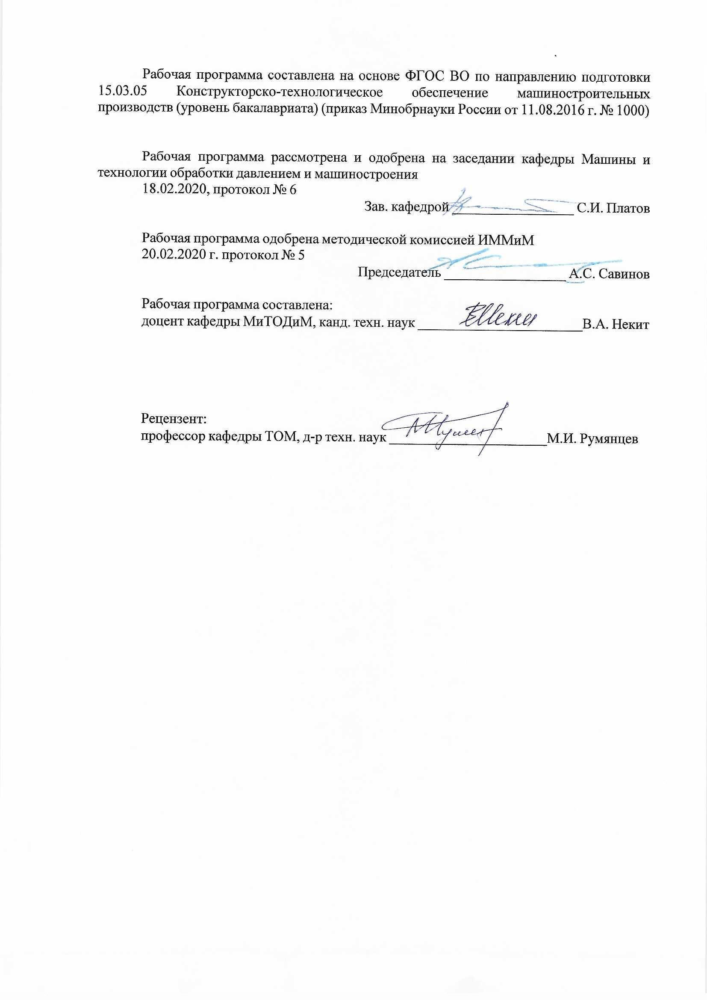 Рабочая программа составлена на основе ФГОС ВО по направлению подготовки
15.03.05 Конструкторско-технологическое обеспечение машиностроительных
производств (уровень бакалавриата) (приказ Минобрнауки России от 11.08.2016 г. № 1000)
Рабочая программа рассмотрена и одобрена на заседании кафедры Машины и
технологии обработки давлением и машиностроения
18.02.2020, протокол № 6
Зав. кафедрой С.И. Платов
Рабочая программа одобрена методической комиссией ИММиМ
20.02.2020 г. протокол № 5
Председатель А.С. Савинов
Рабочая программа составлена:
доцент кафедры МиТОДиМ, канд. техн. наук В.А. Некит
Рецензент:
профессор кафедры ТОМ, д-р техн. наук М.И. Румянцев